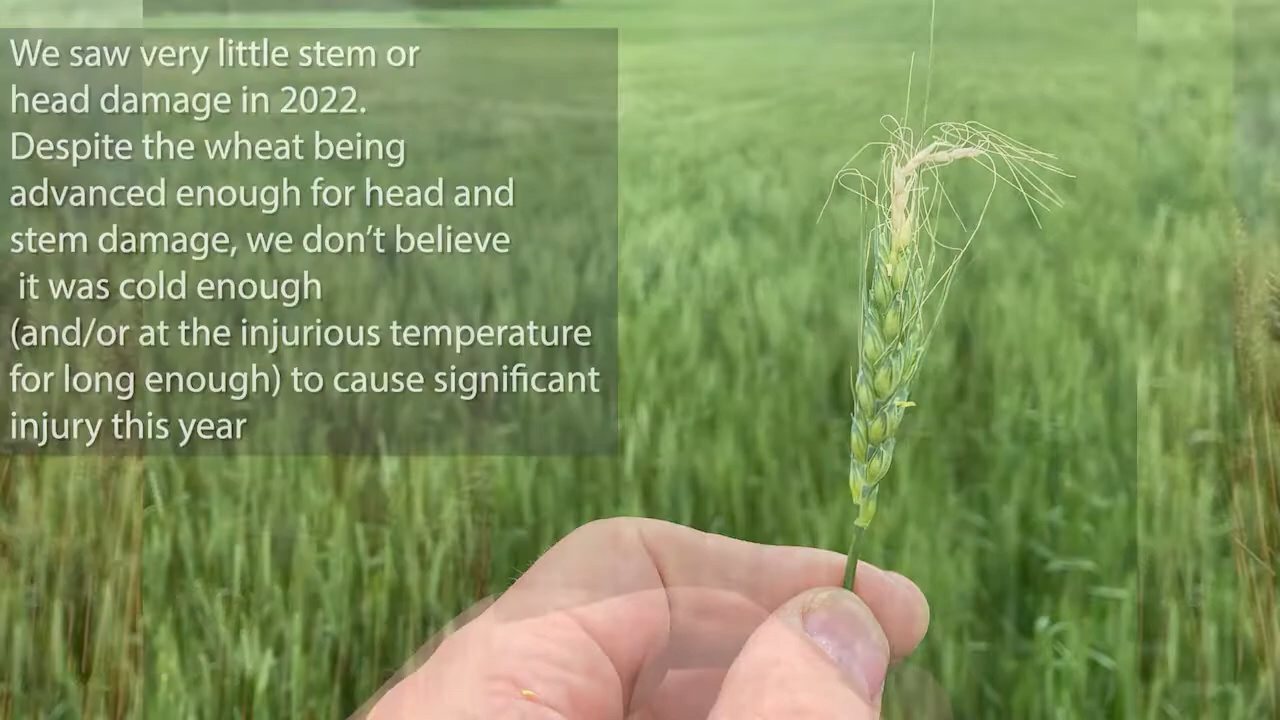 We saw very little stem or
head damage in 2022.
Despite the wheat being
advanced enough for head and
stem damage, we don’t believe
it was cold enough
(and/or at the injurious temperature
for long enough) to cause significant
injury this year